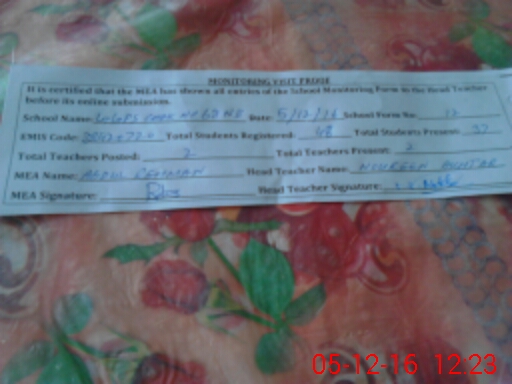 MONITORING VISIT PROOF
It is certified that the MEA has shown all entries of the School Monitoring Form to the Head Teacher
before its online submission.
School Name: Date: 5/12/16 School Form No: 12
EMIS Code: Total Students Registered: 48 Total Students Present: 37
Total Teachers Posted: 2 Total Teachers Present: 2
MEA Name: ABDUL REHMAN Head Teacher Name: NOUREEN AKHTAR
MEA Signature: Head Teacher Signature:
05-12-16 12:23